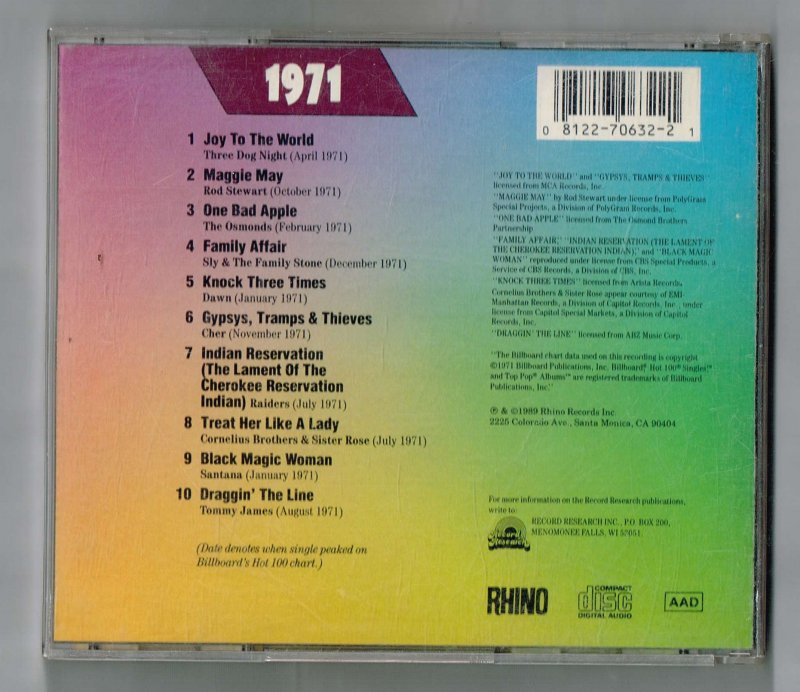 1971
1 Joy To The World
Three Dog Night (April 1971)
2 Maggie May
Rod Stewart (October 1971)
3 One Bad Apple
The Osmonds (February 1971)
4 Family Affair
Sly & The Family Stone (December 1971)
5 Knock Three Times
Dawn (January 1971)
6 Gypsys, Tramps & Thieves
Cher (November 1971)
7 Indian Reservation
(The Lament Of The
Cherokee Reservation
Indian) Raiders (July 1971)
8 Treat Her Like A Lady
Cornelius Brothers & Sister Rose (July 1971)
9 Black Magic Woman
Santana (January 1971)
10 Draggin' The Line
Tommy James (August 1971)
(Date denotes when single peaked on
Billboard's Hot 100 chart.)
0 8122-70632-2 1
"JOY TO THE WORLD" and "GYPSYS, TRAMPS & THIEVES"
licensed from MCA Records, Inc.
"MAGGIE MAY" by Rod Stewart under license from PolyGram
Special Projects, a Division of PolyGram Records, Inc.
"ONE BAD APPLE" licensed from The Osmond Brothers
Partnership
"FAMILY AFFAIR," "INDIAN RESERVATION (THE LAMENT OF
THE CHEROKEE RESERVATION INDIAN)," and "BLACK MAGIC
WOMAN" reproduced under license from CBS Special Products, a
Service of CBS Records, a Division of CBS, Inc.
"KNOCK THREE TIMES" licensed from Arista Records.
Cornelius Brothers & Sister Rose appear courtesy of EMI-
Manhattan Records, a Division of Capitol Records, Inc., under
license from Capitol Special Markets, a Division of Capitol
Records, Inc.
"DRAGGIN' THE LINE" licensed from ABZ Music Corp.
"The Billboard chart data used on this recording is copyright
©1971 Billboard Publications, Inc. Billboard® Hot 100® Singles™
and Top Pop® Albums™ are registered trademarks of Billboard
Publications, Inc."
℗ & ©1989 Rhino Records Inc.
2225 Colorado Ave., Santa Monica, CA 90404
For more information on the Record Research publications,
write to:
Record Research
RECORD RESEARCH INC., P.O. BOX 200,
MENOMONEE FALLS, WI 53051.
RHINO
COMPACT
disc
DIGITAL AUDIO
AAD